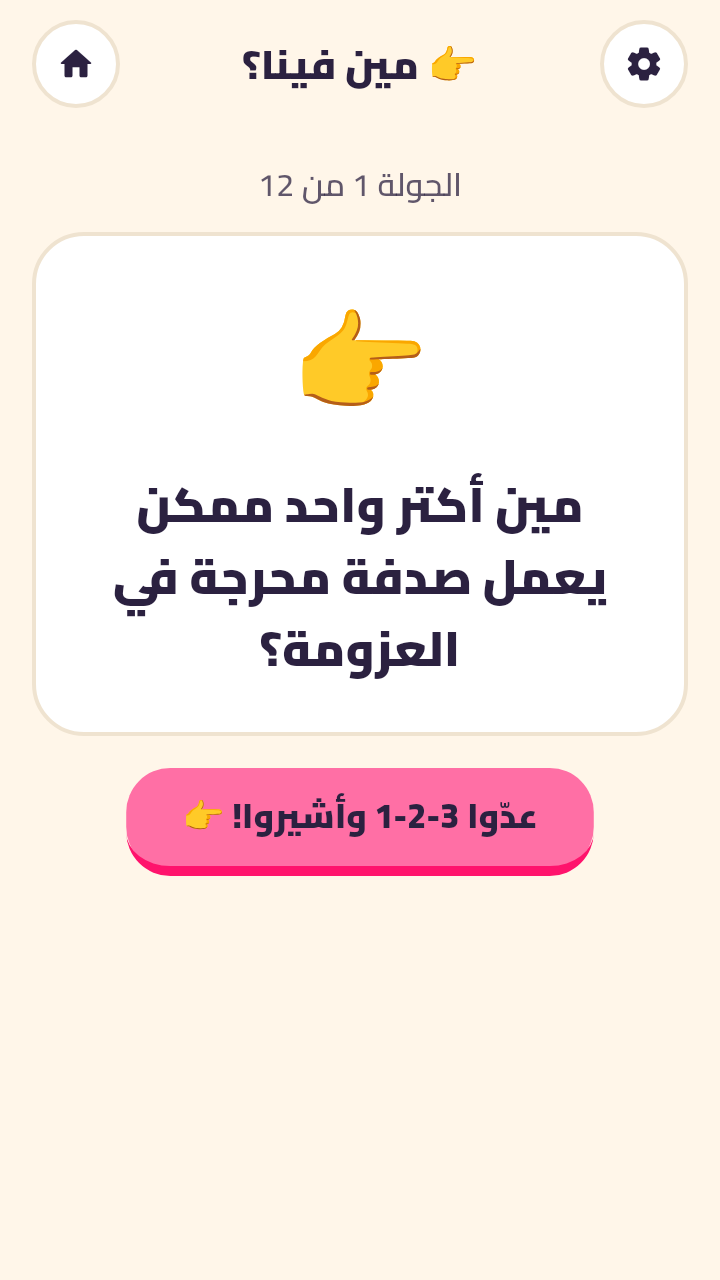 👉 مين فينا؟
الجولة 1 من 12
مين أكتر واحد ممكن
يعمل صدفة محرجة في
العزومة؟
عدّوا 3-2-1 وأشيروا! 👉